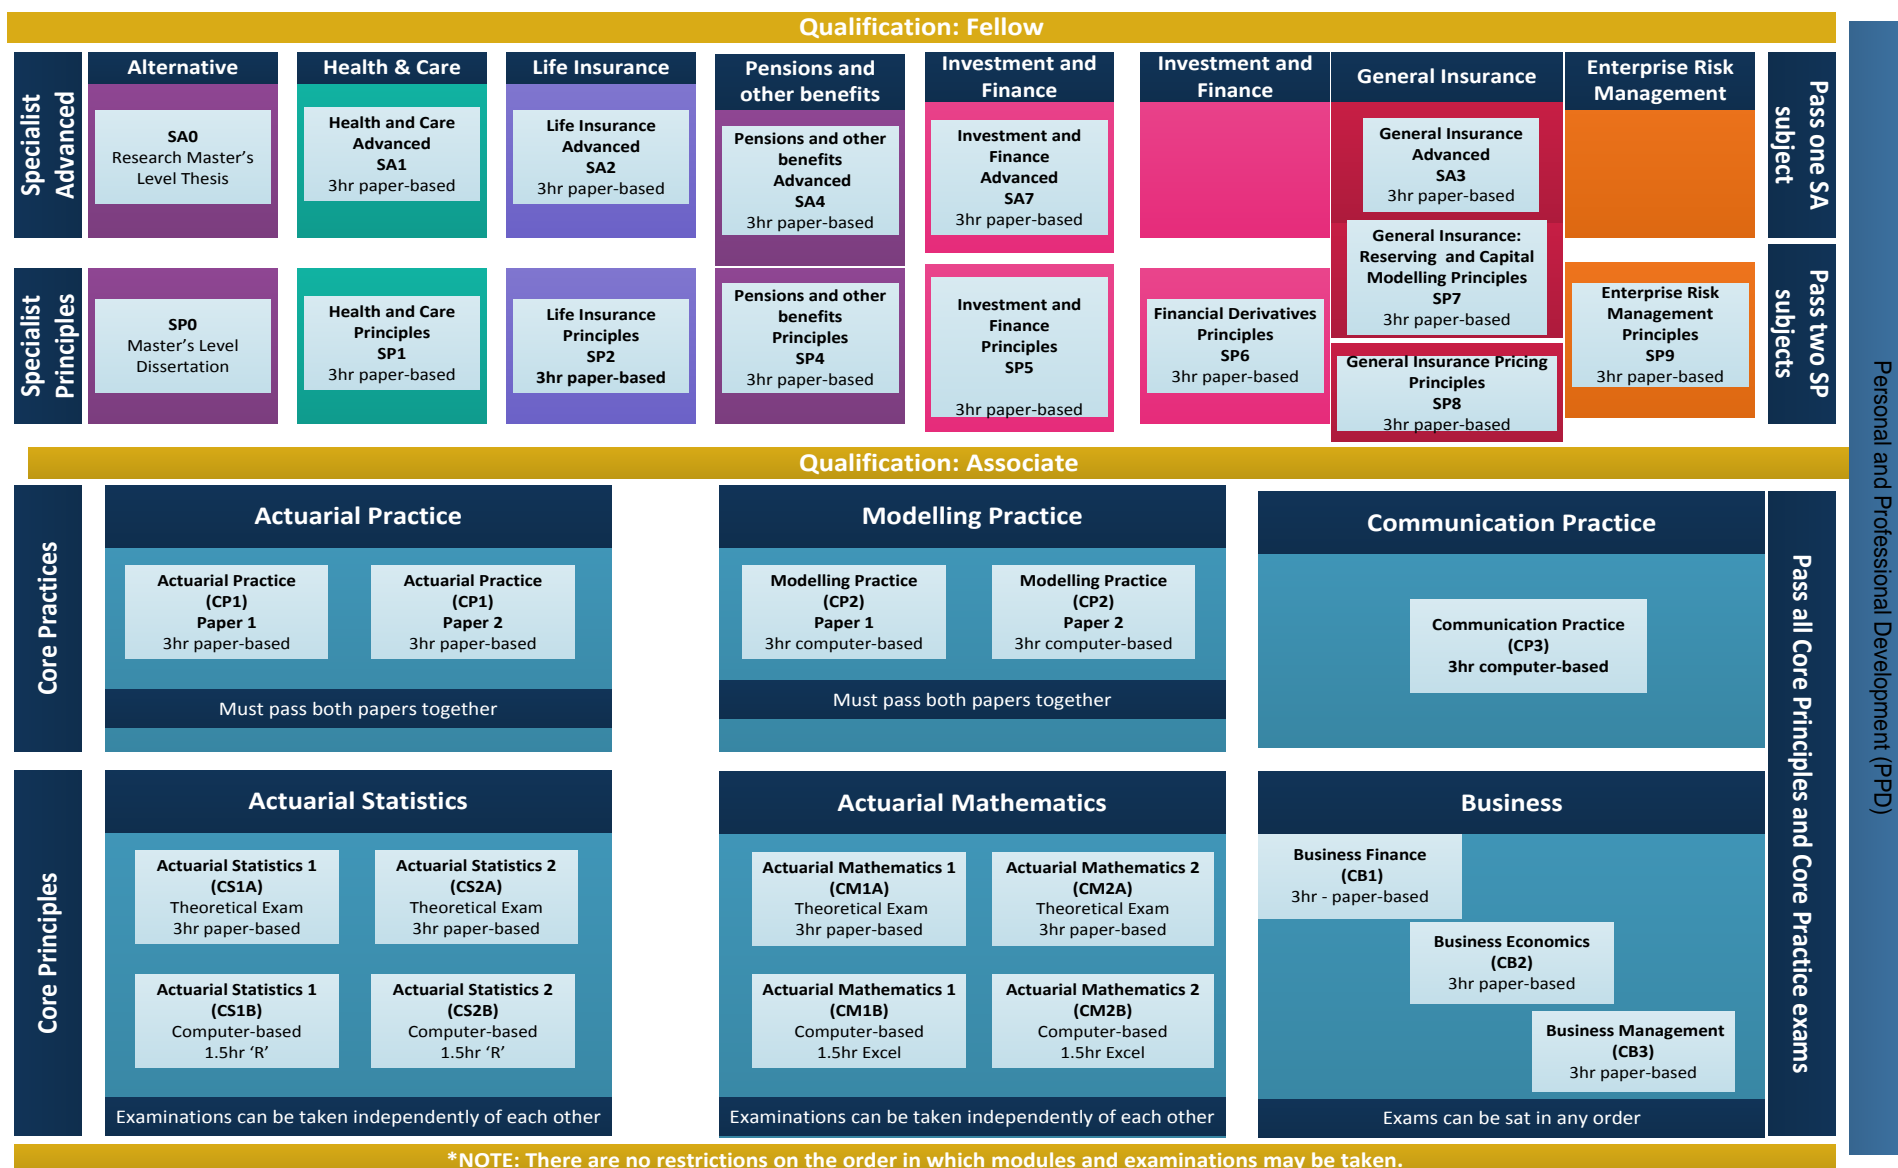 Qualification: Fellow
Specialist
Advanced
Alternative
SA0
Research Master’s
Level Thesis
Health & Care
Health and Care
Advanced
SA1
3hr paper-based
Life Insurance
Life Insurance
Advanced
SA2
3hr paper-based
Pensions and
other benefits
Pensions and other
benefits
Advanced
SA4
3hr paper-based
Investment and
Finance
Investment and
Finance
Advanced
SA7
3hr paper-based
Investment and
Finance
General Insurance
General Insurance
Advanced
SA3
3hr paper-based
Enterprise Risk
Management
Pass one SA
subject
Specialist
Principles
SP0
Master’s Level
Dissertation
Health and Care
Principles
SP1
3hr paper-based
Life Insurance
Principles
SP2
3hr paper-based
Pensions and other
benefits
Principles
SP4
3hr paper-based
Investment and
Finance
Principles
SP5
3hr paper-based
Financial Derivatives
Principles
SP6
3hr paper-based
General Insurance:
Reserving and Capital
Modelling Principles
SP7
3hr paper-based
General Insurance Pricing
Principles
SP8
3hr paper-based
Enterprise Risk
Management
Principles
SP9
3hr paper-based
Pass two SP
subjects
Personal and Professional Development (PPD)
Qualification: Associate
Core Practices
Actuarial Practice
Actuarial Practice
(CP1)
Paper 1
3hr paper-based
Actuarial Practice
(CP1)
Paper 2
3hr paper-based
Must pass both papers together
Modelling Practice
Modelling Practice
(CP2)
Paper 1
3hr computer-based
Modelling Practice
(CP2)
Paper 2
3hr computer-based
Must pass both papers together
Communication Practice
Communication Practice
(CP3)
3hr computer-based
Pass all Core Principles and Core Practice exams
Core Principles
Actuarial Statistics
Actuarial Statistics 1
(CS1A)
Theoretical Exam
3hr paper-based
Actuarial Statistics 2
(CS2A)
Theoretical Exam
3hr paper-based
Actuarial Statistics 1
(CS1B)
Computer-based
1.5hr ‘R’
Actuarial Statistics 2
(CS2B)
Computer-based
1.5hr ‘R’
Examinations can be taken independently of each other
Actuarial Mathematics
Actuarial Mathematics 1
(CM1A)
Theoretical Exam
3hr paper-based
Actuarial Mathematics 2
(CM2A)
Theoretical Exam
3hr paper-based
Actuarial Mathematics 1
(CM1B)
Computer-based
1.5hr Excel
Actuarial Mathematics 2
(CM2B)
Computer-based
1.5hr Excel
Examinations can be taken independently of each other
Business
Business Finance
(CB1)
3hr - paper-based
Business Economics
(CB2)
3hr paper-based
Business Management
(CB3)
3hr paper-based
Exams can be sat in any order
*NOTE: There are no restrictions on the order in which modules and examinations may be taken.